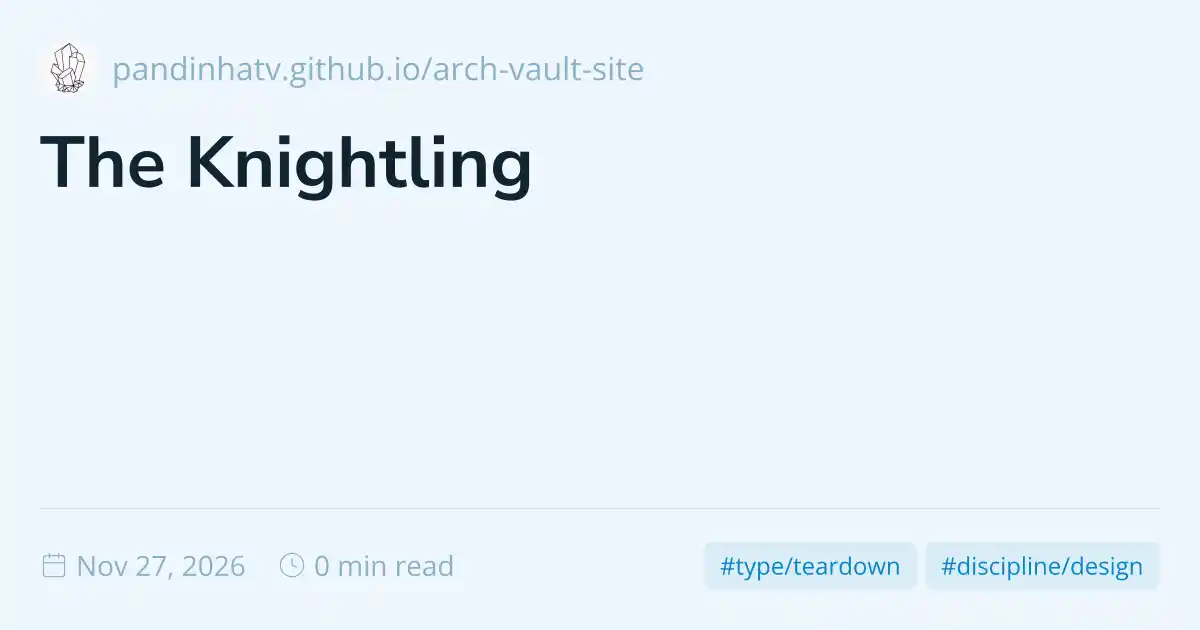 pandinhatv.github.io/arch-vault-site
The Knightling
Nov 27, 2026 0 min read #type/teardown #discipline/design